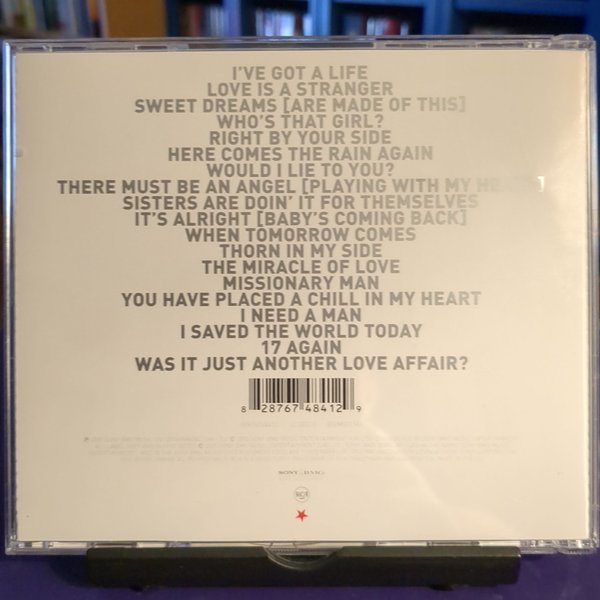 I'VE GOT A LIFE
LOVE IS A STRANGER
SWEET DREAMS [ARE MADE OF THIS]
WHO'S THAT GIRL?
RIGHT BY YOUR SIDE
HERE COMES THE RAIN AGAIN
WOULD I LIE TO YOU?
THERE MUST BE AN ANGEL [PLAYING WITH MY HEART]
SISTERS ARE DOIN' IT FOR THEMSELVES
IT'S ALRIGHT [BABY'S COMING BACK]
WHEN TOMORROW COMES
THORN IN MY SIDE
THE MIRACLE OF LOVE
MISSIONARY MAN
YOU HAVE PLACED A CHILL IN MY HEART
I NEED A MAN
I SAVED THE WORLD TODAY
17 AGAIN
WAS IT JUST ANOTHER LOVE AFFAIR?
8 28767 48412 9
SONY BMG
RCA